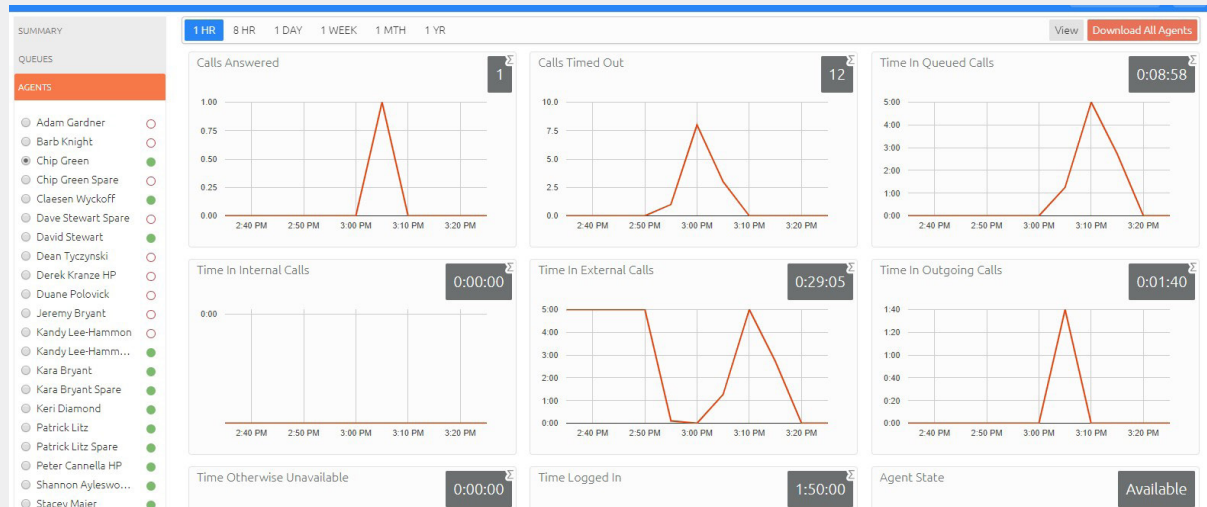 SUMMARY
QUEUES
AGENTS
Adam Gardner
Barb Knight
Chip Green
Chip Green Spare
Claesen Wyckoff
Dave Stewart Spare
David Stewart
Dean Tyczynski
Derek Kranze HP
Duane Polovick
Jeremy Bryant
Kandy Lee-Hammon
Kandy Lee-Hamm...
Kara Bryant
Kara Bryant Spare
Keri Diamond
Patrick Litz
Patrick Litz Spare
Peter Cannella HP
Shannon Ayleswo...
Stacey Maier
1 HR 8 HR 1 DAY 1 WEEK 1 MTH 1 YR View Download All Agents
Calls Answered Σ
1
1.00
0.75
0.50
0.25
0.00
2:40 PM 2:50 PM 3:00 PM 3:10 PM 3:20 PM
Calls Timed Out Σ
12
10.0
7.5
5.0
2.5
0.0
2:40 PM 2:50 PM 3:00 PM 3:10 PM 3:20 PM
Time In Queued Calls Σ
0:08:58
5:00
4:00
3:00
2:00
1:00
0:00
2:40 PM 2:50 PM 3:00 PM 3:10 PM 3:20 PM
Time In Internal Calls Σ
0:00:00
0:00
2:40 PM 2:50 PM 3:00 PM 3:10 PM 3:20 PM
Time In External Calls Σ
0:29:05
5:00
4:00
3:00
2:00
1:00
0:00
2:40 PM 2:50 PM 3:00 PM 3:10 PM 3:20 PM
Time In Outgoing Calls Σ
0:01:40
1:40
1:20
1:00
0:40
0:20
0:00
2:40 PM 2:50 PM 3:00 PM 3:10 PM 3:20 PM
Time Otherwise Unavailable Σ
0:00:00
Time Logged In Σ
1:50:00
Agent State
Available